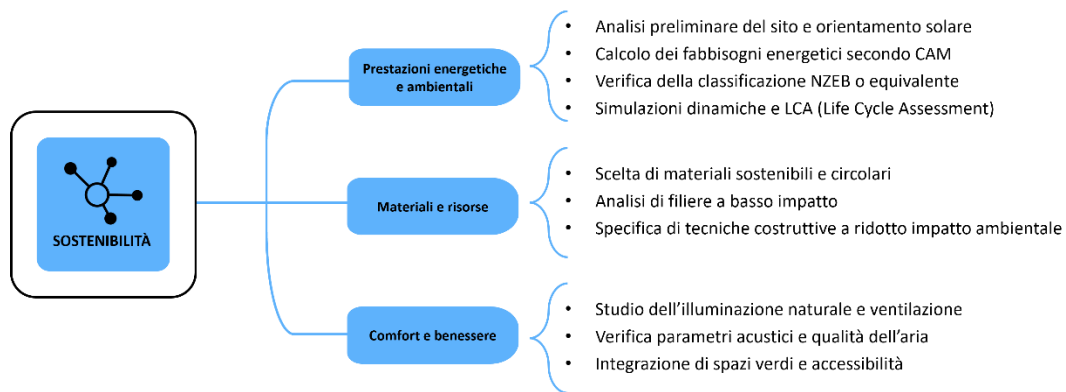 SOSTENIBILITÀ
Prestazioni energetiche
e ambientali
• Analisi preliminare del sito e orientamento solare
• Calcolo dei fabbisogni energetici secondo CAM
• Verifica della classificazione NZEB o equivalente
• Simulazioni dinamiche e LCA (Life Cycle Assessment)
Materiali e risorse
• Scelta di materiali sostenibili e circolari
• Analisi di filiere a basso impatto
• Specifica di tecniche costruttive a ridotto impatto ambientale
Comfort e benessere
• Studio dell’illuminazione naturale e ventilazione
• Verifica parametri acustici e qualità dell’aria
• Integrazione di spazi verdi e accessibilità